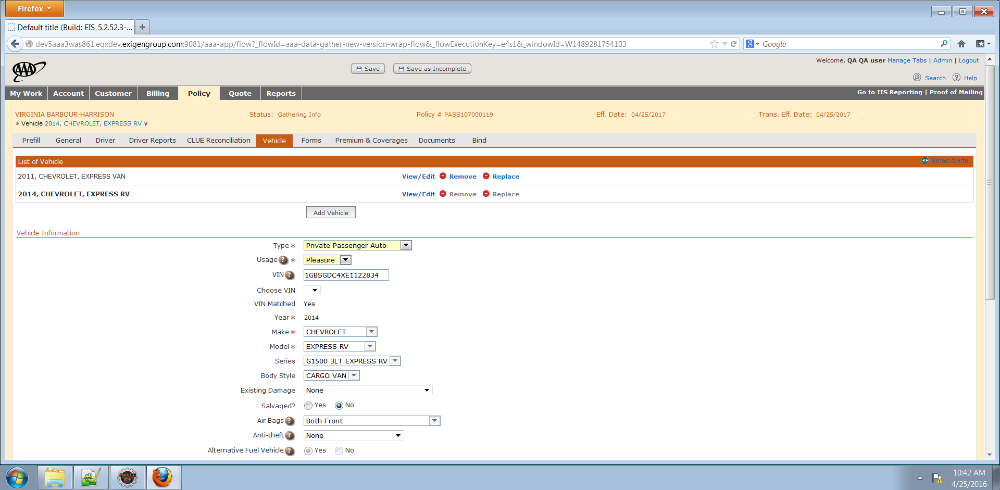 Firefox
Default title (Build: EIS_5.2.52.3-...
dev5aaa3was861.eqxdev.exigengroup.com:9081/aaa-app/flow?_flowId=aaa-data-gather-new-version-wrap-flow&_flowExecutionKey=e4s1&_windowId=W1489281754103
Google
AAA
Save
Save as Incomplete
Welcome, QA QA user Manage Tabs | Admin | Logout
Search
Help
My Work
Account
Customer
Billing
Policy
Quote
Reports
Go to IIS Reporting | Proof of Mailing
VIRGINIA BARBOUR-HARRISON
Status: Gathering Info
Policy # PASS107000119
Eff. Date: 04/25/2017
Trans. Eff. Date: 04/25/2017
» Vehicle 2014, CHEVROLET, EXPRESS RV v
Prefill
General
Driver
Driver Reports
CLUE Reconciliation
Vehicle
Forms
Premium & Coverages
Documents
Bind
List of Vehicle
Notes/Alerts
2011, CHEVROLET, EXPRESS VAN
View/Edit
Remove
Replace
2014, CHEVROLET, EXPRESS RV
View/Edit
Remove
Replace
Add Vehicle
Vehicle Information
Type * Private Passenger Auto
Usage ? * Pleasure
VIN ? 1GBSGDC4XE1122834
Choose VIN
VIN Matched Yes
Year * 2014
Make * CHEVROLET
Model * EXPRESS RV
Series G1500 3LT EXPRESS RV
Body Style CARGO VAN
Existing Damage None
Salvaged? Yes No
Air Bags ? Both Front
Anti-theft ? None
Alternative Fuel Vehicle ? Yes No
Java EE
IDE
10:42 AM
4/25/2016